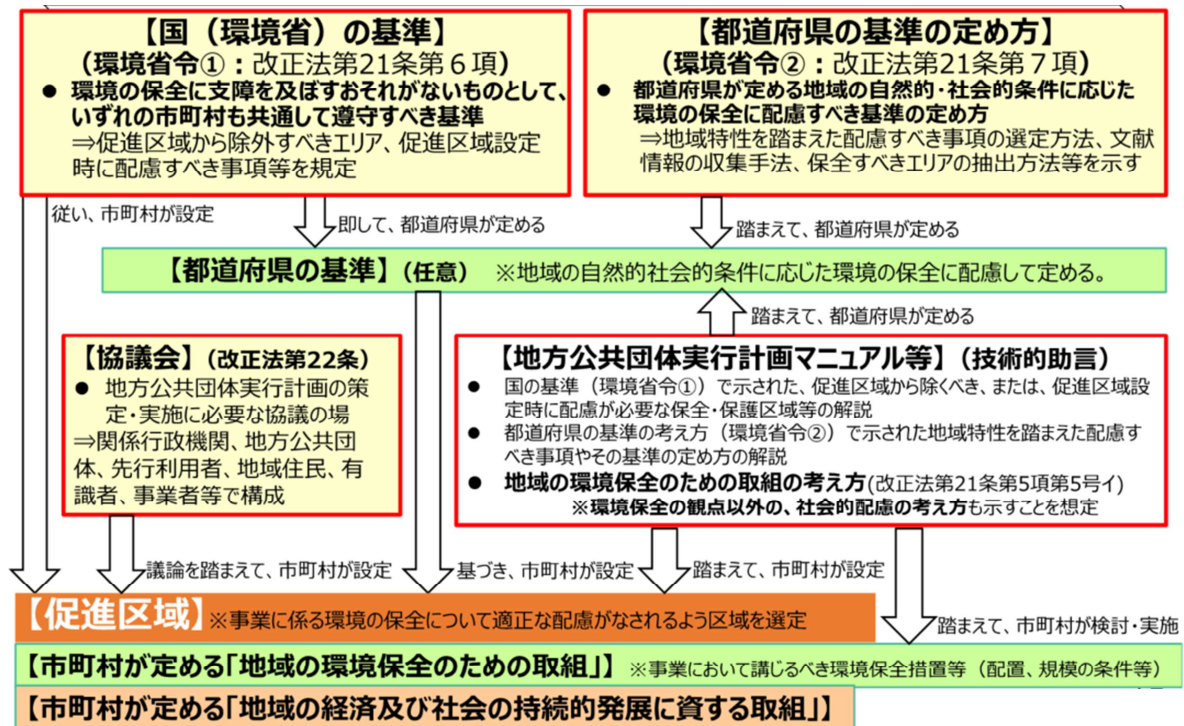 【国（環境省）の基準】
（環境省令①：改正法第21条第６項）
● 環境の保全に支障を及ぼすおそれがないものとして、
いずれの市町村も共通して遵守すべき基準
⇒促進区域から除外すべきエリア、促進区域設定
時に配慮すべき事項等を規定
【都道府県の基準の定め方】
（環境省令②：改正法第21条第７項）
● 都道府県が定める地域の自然的・社会的条件に応じた
環境の保全に配慮すべき基準の定め方
⇒地域特性を踏まえた配慮すべき事項の選定方法、文献
情報の収集手法、保全すべきエリアの抽出方法等を示す
従い、市町村が設定
即して、都道府県が定める
踏まえて、都道府県が定める
【都道府県の基準】（任意） ※地域の自然的社会的条件に応じた環境の保全に配慮して定める。
踏まえて、都道府県が定める
【協議会】（改正法第22条）
● 地方公共団体実行計画の策
定・実施に必要な協議の場
⇒関係行政機関、地方公共団
体、先行利用者、地域住民、有
識者、事業者等で構成
【地方公共団体実行計画マニュアル等】（技術的助言）
● 国の基準（環境省令①）で示された、促進区域から除くべき、または、促進区域設
定時に配慮が必要な保全・保護区域等の解説
● 都道府県の基準の考え方（環境省令②）で示された地域特性を踏まえた配慮す
べき事項やその基準の定め方の解説
● 地域の環境保全のための取組の考え方(改正法第21条第5項第5号イ)
※環境保全の観点以外の、社会的配慮の考え方も示すことを想定
議論を踏まえて、市町村が設定
基づき、市町村が設定
踏まえて、市町村が設定
【促進区域】※事業に係る環境の保全について適正な配慮がなされるよう区域を選定
踏まえて、市町村が検討・実施
【市町村が定める「地域の環境保全のための取組」】 ※事業において講じるべき環境保全措置等（配置、規模の条件等）
【市町村が定める「地域の経済及び社会の持続的発展に資する取組」】